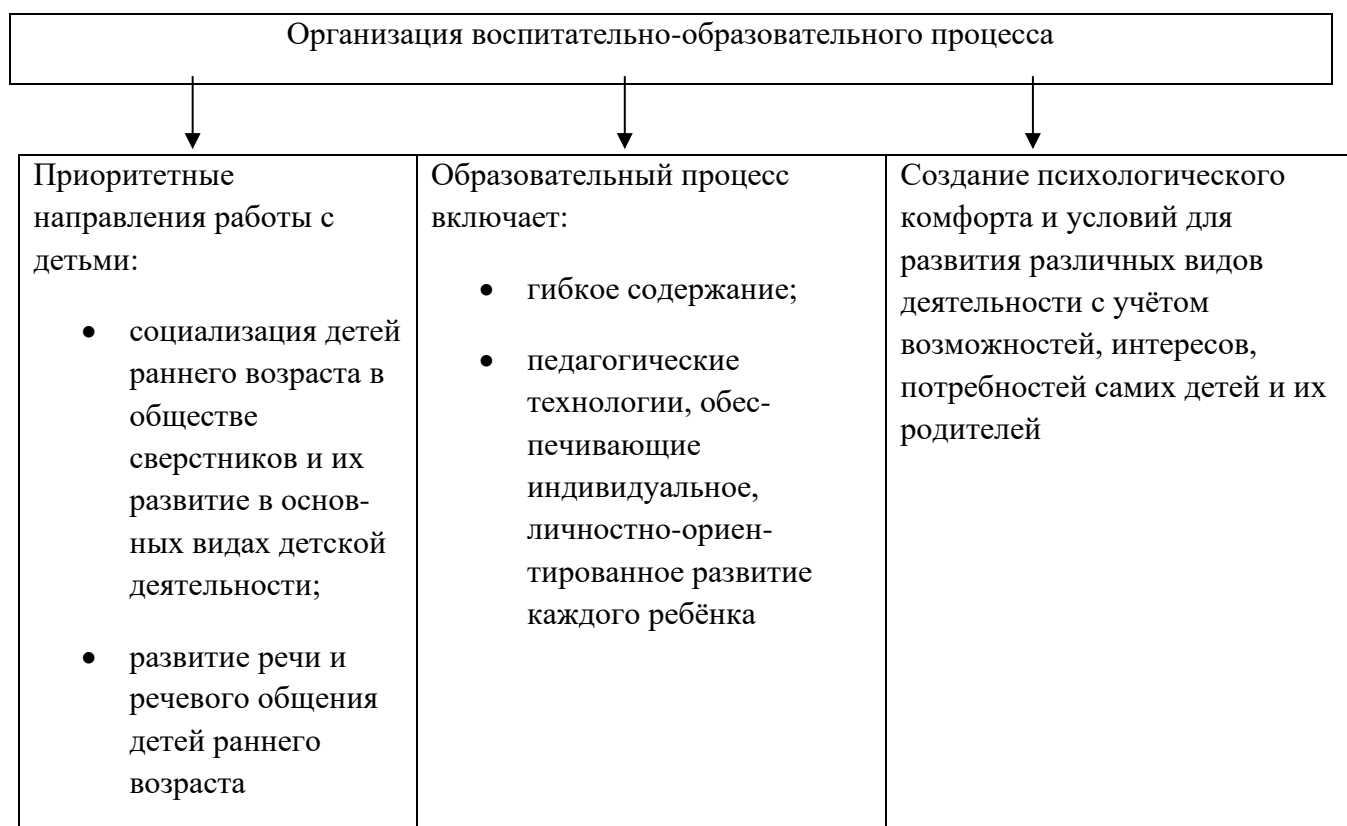 Организация воспитательно-образовательного процесса
Приоритетные
направления работы с
детьми:
• социализация детей
раннего возраста в
обществе
сверстников и их
развитие в основ-
ных видах детской
деятельности;
• развитие речи и
речевого общения
детей раннего
возраста
Образовательный процесс
включает:
• гибкое содержание;
• педагогические
технологии, обес-
печивающие
индивидуальное,
личностно-ориен-
тированное развитие
каждого ребёнка
Создание психологического
комфорта и условий для
развития различных видов
деятельности с учётом
возможностей, интересов,
потребностей самих детей и их
родителей